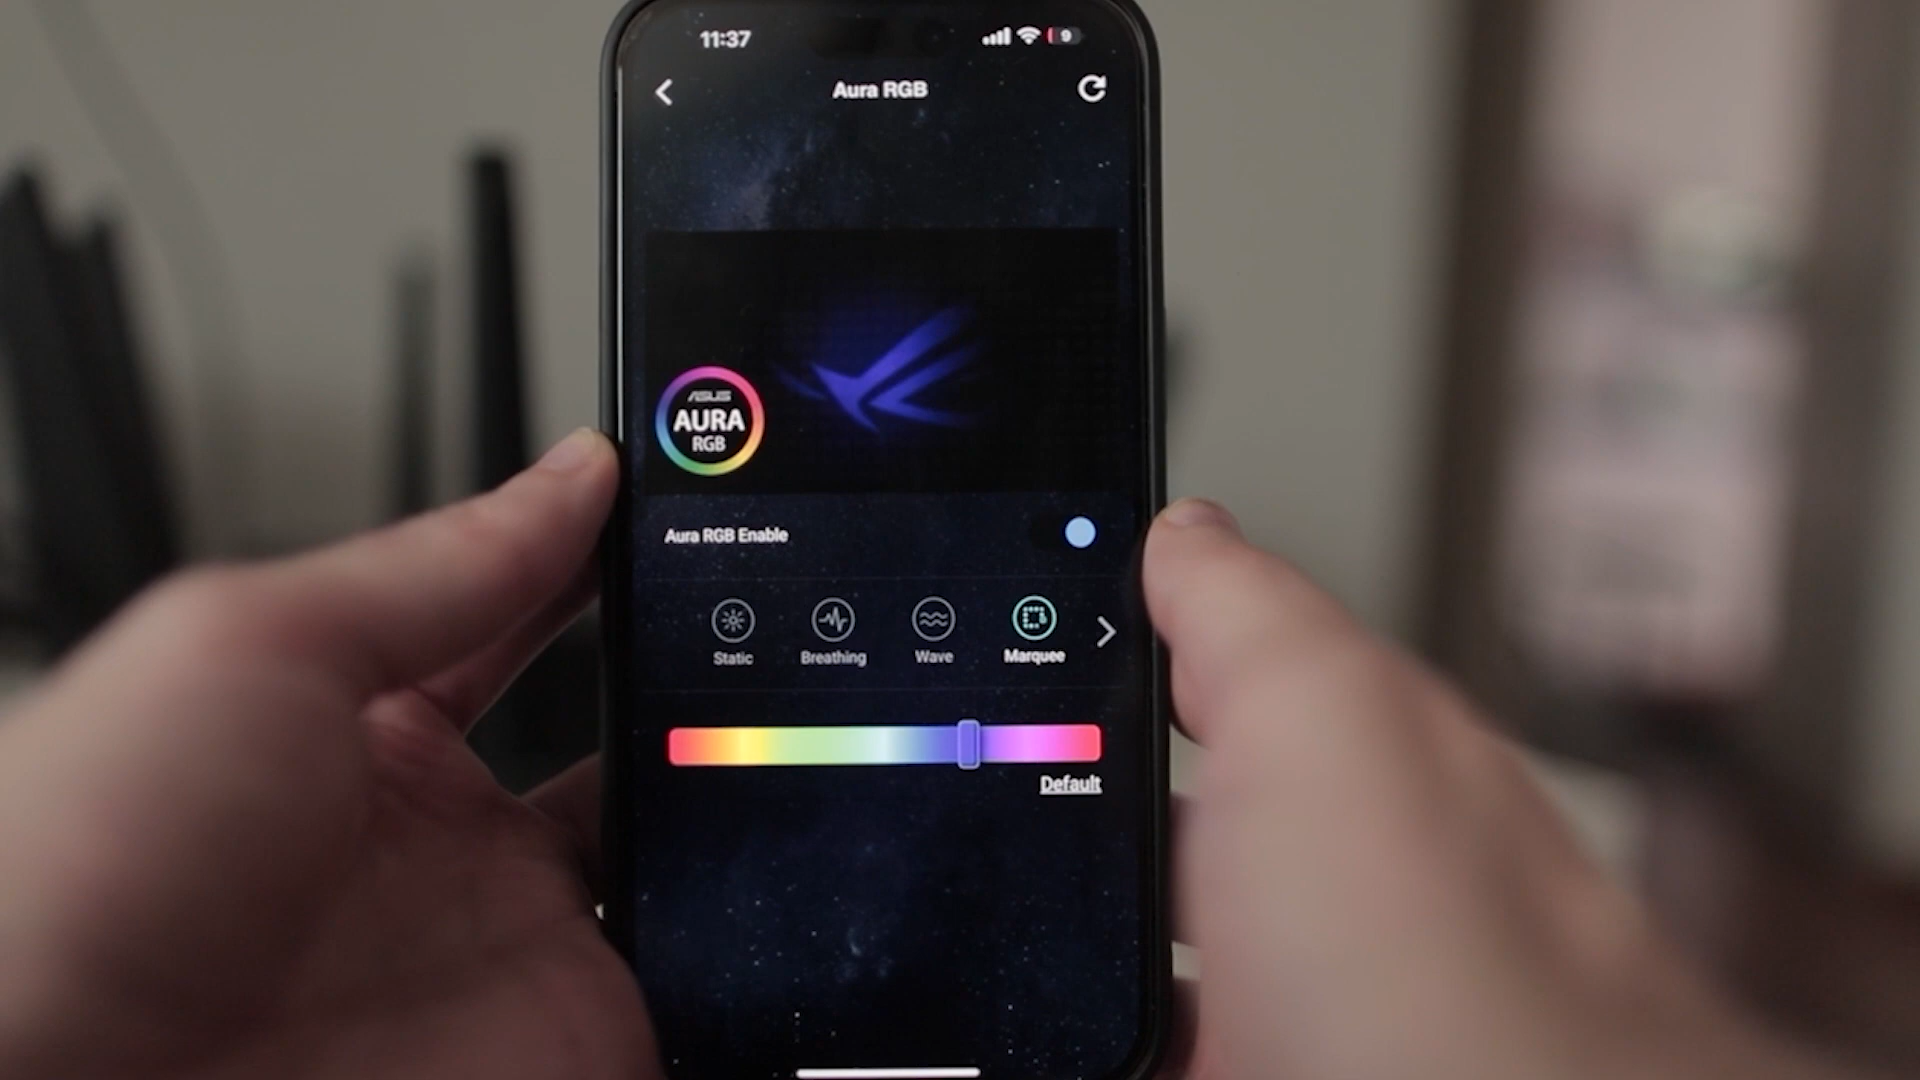 11:37
9
Aura RGB
ASUS
AURA
RGB
Aura RGB Enable
Static
Breathing
Wave
Marquee
Default